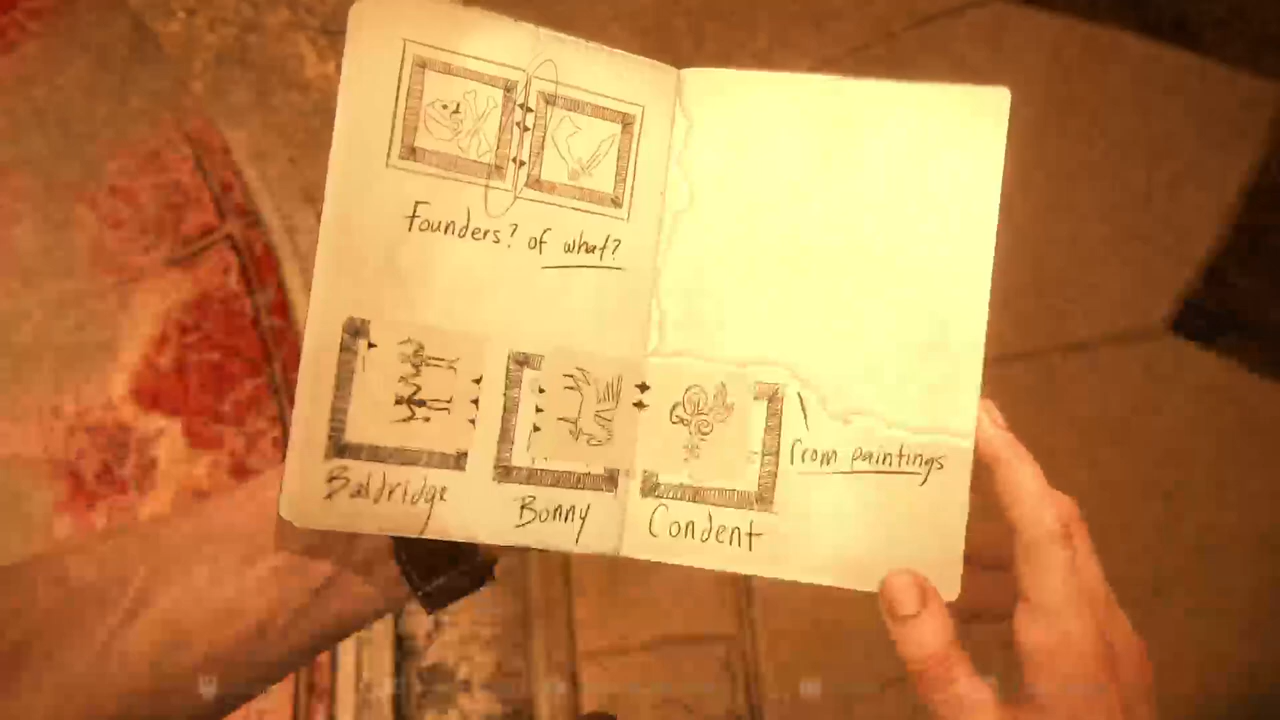 Founders? of what?
from paintings
Baldridge
Bonny
Condent